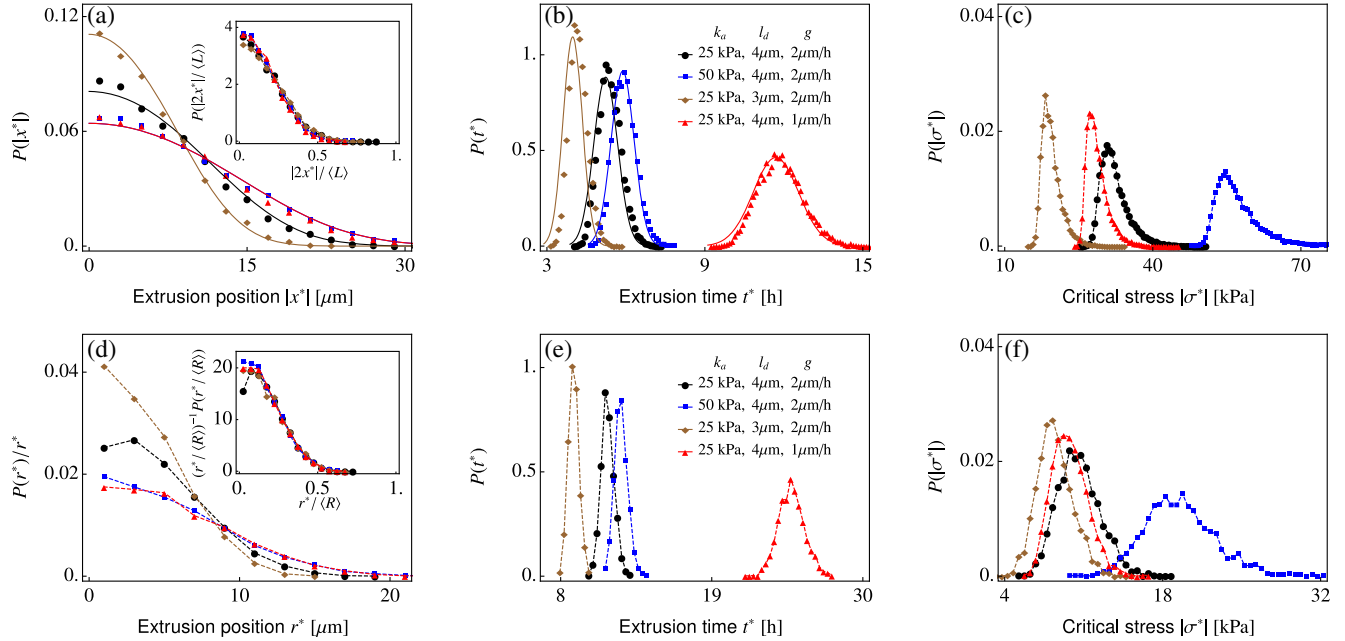 (a)
P(|x*|)
0.12
0.06
0.
0
15
30
Extrusion position |x*| [μm]
P(|2x*|/⟨L⟩)
4
2
0
0.
0.5
1.
|2x*|/⟨L⟩
(b)
P(t*)
1.
0.5
0.
3
9
15
Extrusion time t* [h]
k_a l_d g
25 kPa, 4μm, 2μm/h
50 kPa, 4μm, 2μm/h
25 kPa, 3μm, 2μm/h
25 kPa, 4μm, 1μm/h
(c)
P(|σ*|)
0.04
0.02
0.
10
40
70
Critical stress |σ*| [kPa]
(d)
P(r*)/r*
0.04
0.02
0.
0
10
20
Extrusion position r* [μm]
(r*/⟨R⟩)⁻¹P(r*/⟨R⟩)
20
10
0
0.
0.5
1.
r*/⟨R⟩
(e)
P(t*)
1.
0.5
0.
8
19
30
Extrusion time t* [h]
k_a l_d g
25 kPa, 4μm, 2μm/h
50 kPa, 4μm, 2μm/h
25 kPa, 3μm, 2μm/h
25 kPa, 4μm, 1μm/h
(f)
P(|σ*|)
0.04
0.02
0.
4
18
32
Critical stress |σ*| [kPa]